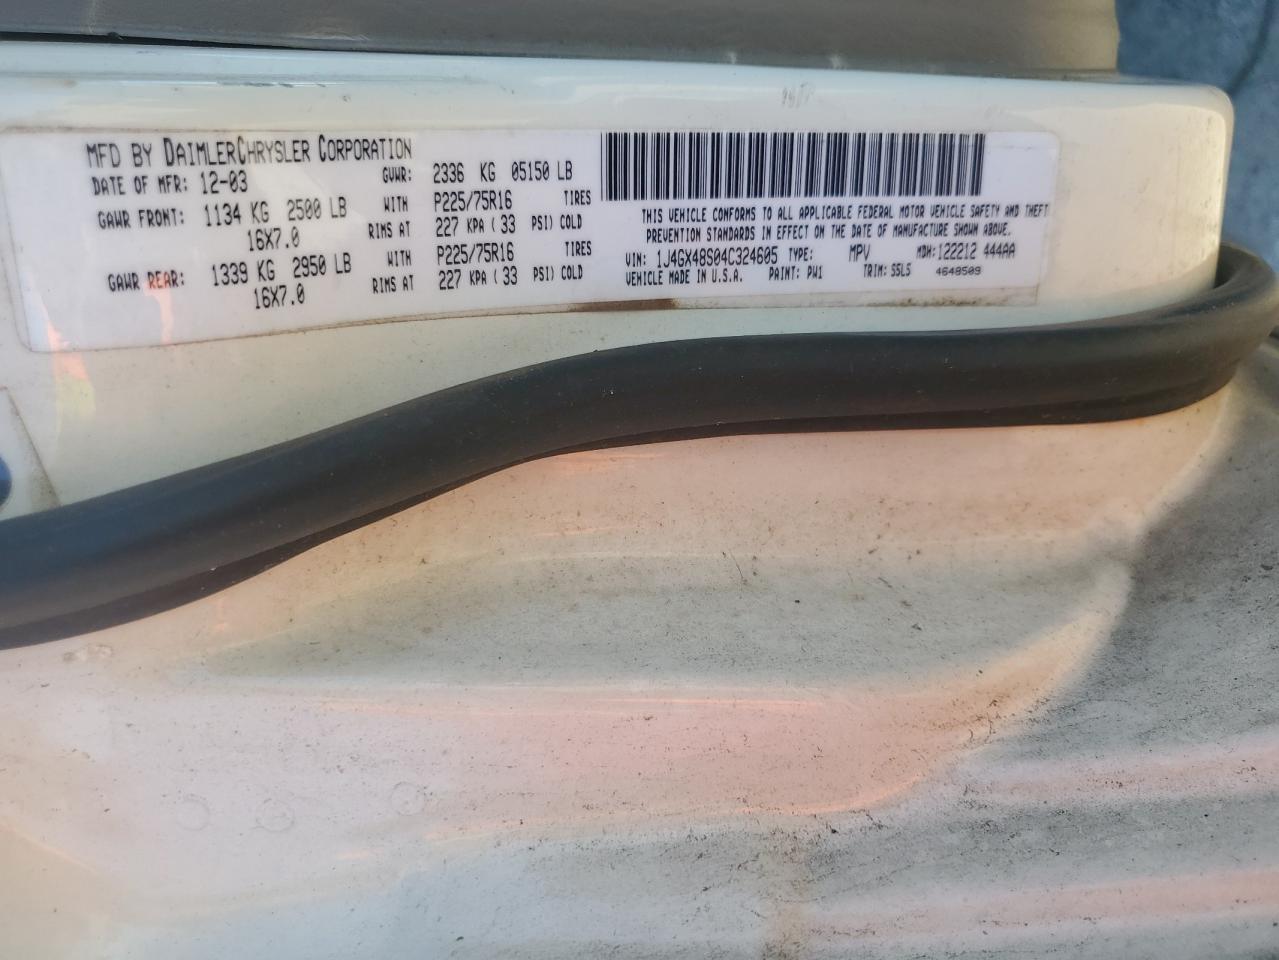 MFD BY DAIMLERCHRYSLER CORPORATION
DATE OF MFR: 12-03 GVWR: 2336 KG 05150 LB
GAWR FRONT: 1134 KG 2500 LB WITH P225/75R16 TIRES
16X7.0 RIMS AT 227 KPA ( 33 PSI) COLD
GAWR REAR: 1339 KG 2950 LB WITH P225/75R16 TIRES
16X7.0 RIMS AT 227 KPA ( 33 PSI) COLD
THIS VEHICLE CONFORMS TO ALL APPLICABLE FEDERAL MOTOR VEHICLE SAFETY AND THEFT
PREVENTION STANDARDS IN EFFECT ON THE DATE OF MANUFACTURE SHOWN ABOVE.
VIN: 1J4GX48S04C324605 TYPE: MPV MDH: 122212 444AA
VEHICLE MADE IN U.S.A. PAINT: PW1 TRIM: S5L5 4648509